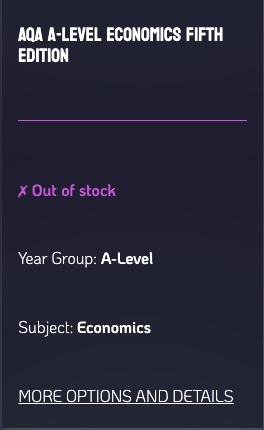 AQA A-LEVEL ECONOMICS FIFTH
EDITION
✗ Out of stock
Year Group: A-Level
Subject: Economics
MORE OPTIONS AND DETAILS